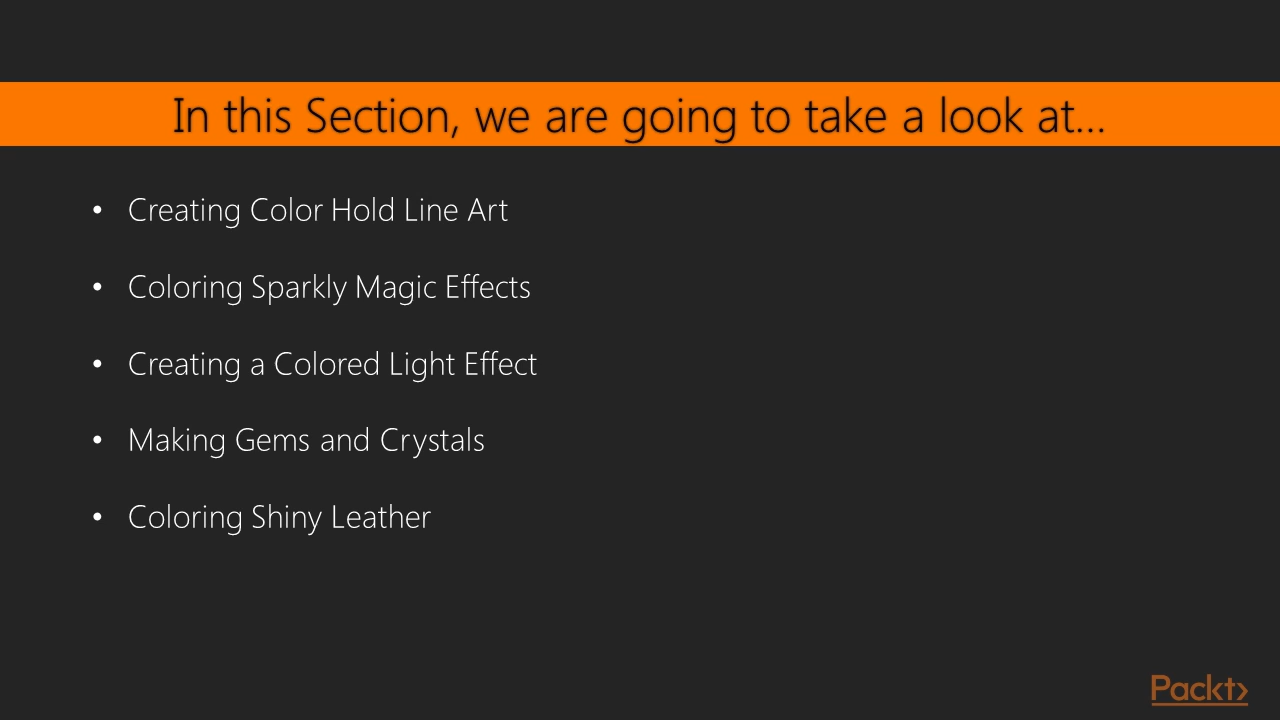 In this Section, we are going to take a look at...
• Creating Color Hold Line Art
• Coloring Sparkly Magic Effects
• Creating a Colored Light Effect
• Making Gems and Crystals
• Coloring Shiny Leather
Packt>